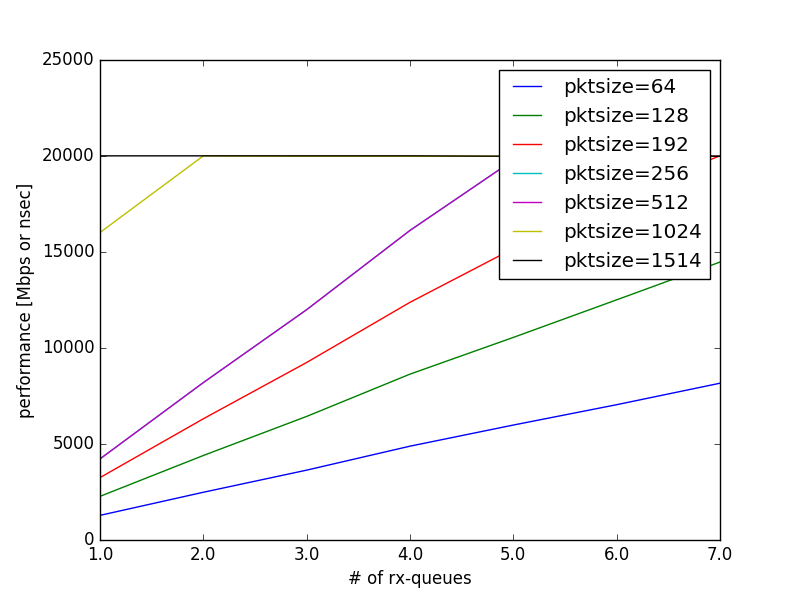 25000
20000
15000
10000
5000
0
performance [Mbps or nsec]
pktsize=64
pktsize=128
pktsize=192
pktsize=256
pktsize=512
pktsize=1024
pktsize=1514
1.0 2.0 3.0 4.0 5.0 6.0 7.0
# of rx-queues